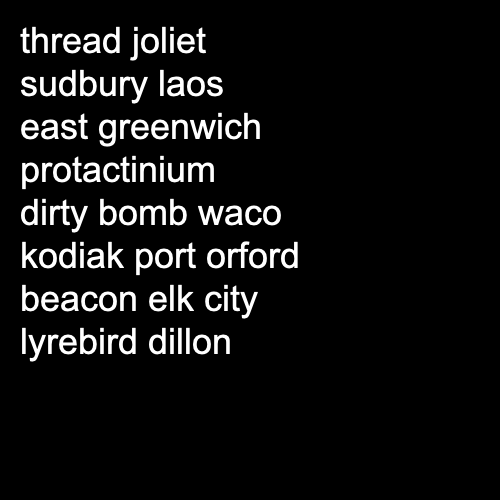 thread joliet
sudbury laos
east greenwich
protactinium
dirty bomb waco
kodiak port orford
beacon elk city
lyrebird dillon